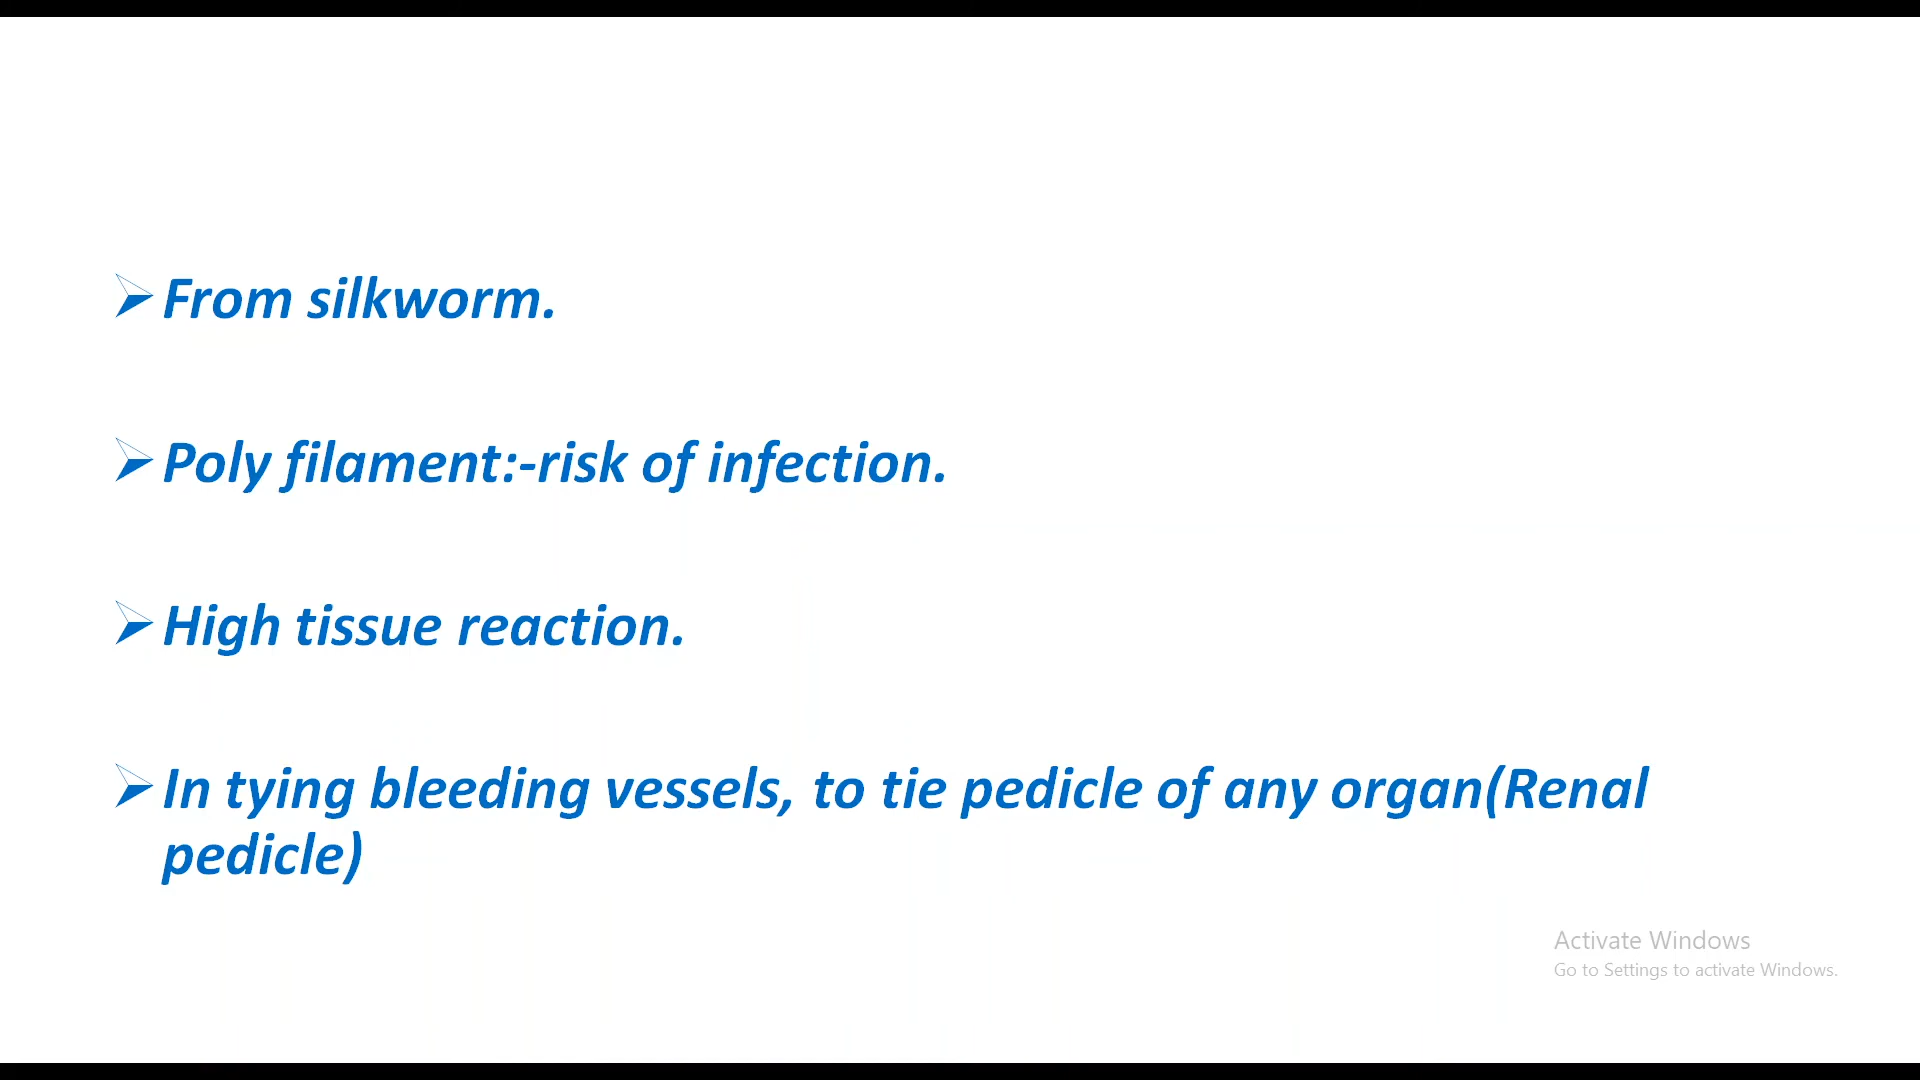 From silkworm.
Poly filament:-risk of infection.
High tissue reaction.
In tying bleeding vessels, to tie pedicle of any organ(Renal
pedicle)
Activate Windows
Go to Settings to activate Windows.